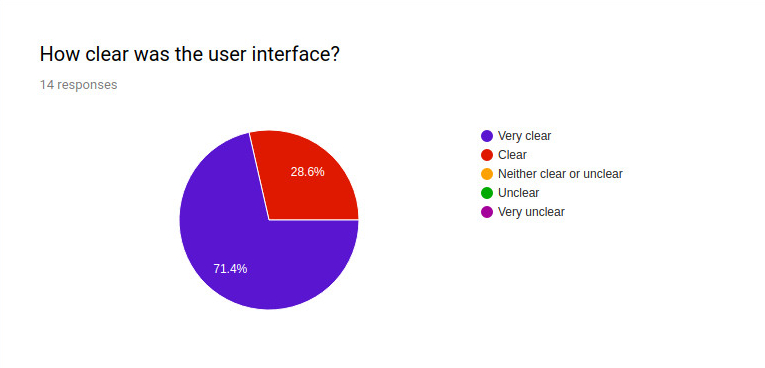 How clear was the user interface?
14 responses
28.6%
71.4%
Very clear
Clear
Neither clear or unclear
Unclear
Very unclear